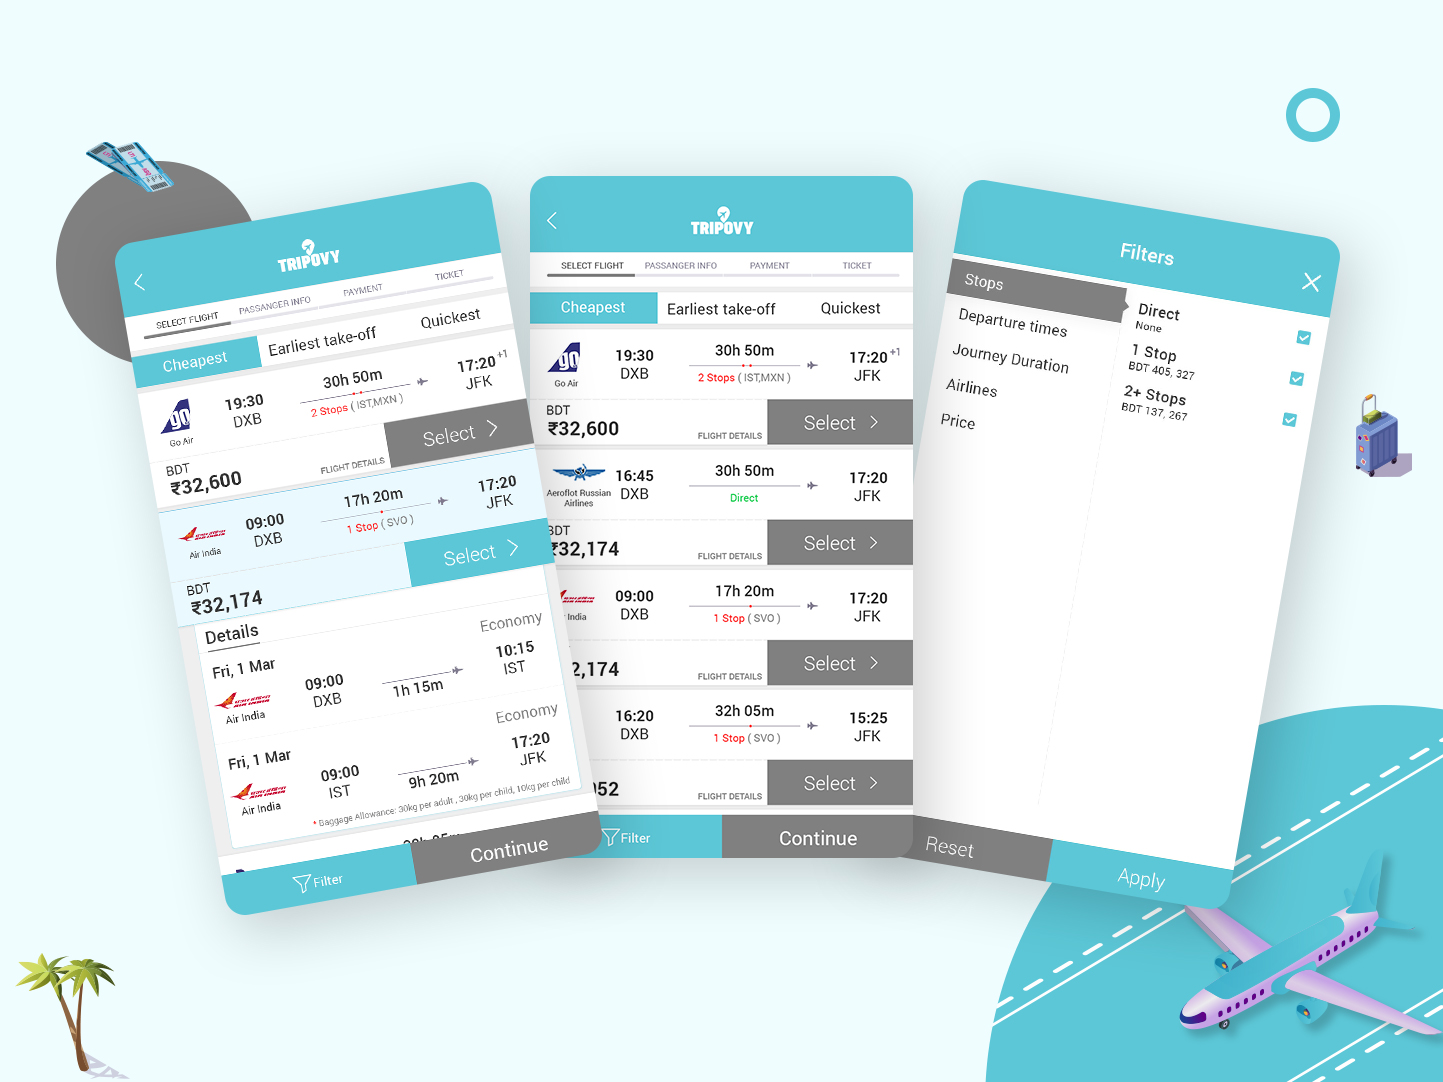 TRIPOVY
SELECT FLIGHT PASSANGER INFO PAYMENT TICKET
Cheapest Earliest take-off Quickest
Go Air
19:30
DXB
30h 50m
2 Stops ( IST,MXN )
17:20 +1
JFK
BDT
₹32,600
FLIGHT DETAILS
Select
Air India
09:00
DXB
17h 20m
1 Stop ( SVO )
17:20
JFK
BDT
₹32,174
Select
Details
Economy
Fri, 1 Mar
Air India
09:00
DXB
1h 15m
10:15
IST
Economy
Fri, 1 Mar
Air India
09:00
IST
9h 20m
17:20
JFK
* Baggage Allowance: 30kg per adult , 30kg per child, 10kg per child
Filter
Continue
TRIPOVY
SELECT FLIGHT PASSANGER INFO PAYMENT TICKET
Cheapest Earliest take-off Quickest
go
Go Air
19:30
DXB
30h 50m
2 Stops ( IST,MXN )
17:20 +1
JFK
BDT
₹32,600
FLIGHT DETAILS
Select
Aeroflot Russian
Airlines
16:45
DXB
30h 50m
Direct
17:20
JFK
BDT
₹32,174
FLIGHT DETAILS
Select
India
09:00
DXB
17h 20m
1 Stop ( SVO )
17:20
JFK
2,174
FLIGHT DETAILS
Select
16:20
DXB
32h 05m
1 Stop ( SVO )
15:25
JFK
052
FLIGHT DETAILS
Select
Filter
Continue
Filters
Stops
Departure times
Journey Duration
Airlines
Price
Direct
None
1 Stop
BDT 405, 327
2+ Stops
BDT 137, 267
Reset
Apply